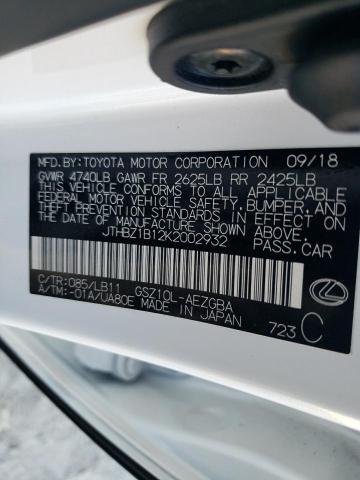 MFD. BY: TOYOTA MOTOR CORPORATION 09/18
GVWR 4740LB GAWR FR 2625LB RR 2425LB
THIS VEHICLE CONFORMS TO ALL APPLICABLE
FEDERAL MOTOR VEHICLE SAFETY, BUMPER, AND
THEFT PREVENTION STANDARDS IN EFFECT ON
THE DATE OF MANUFACTURE SHOWN ABOVE.
JTHBZ1B12K2002932 PASS. CAR
C/TR: 085/LB11 GSZ10L-AEZGBA
A/TM: -01A/UA80E MADE IN JAPAN
723 C